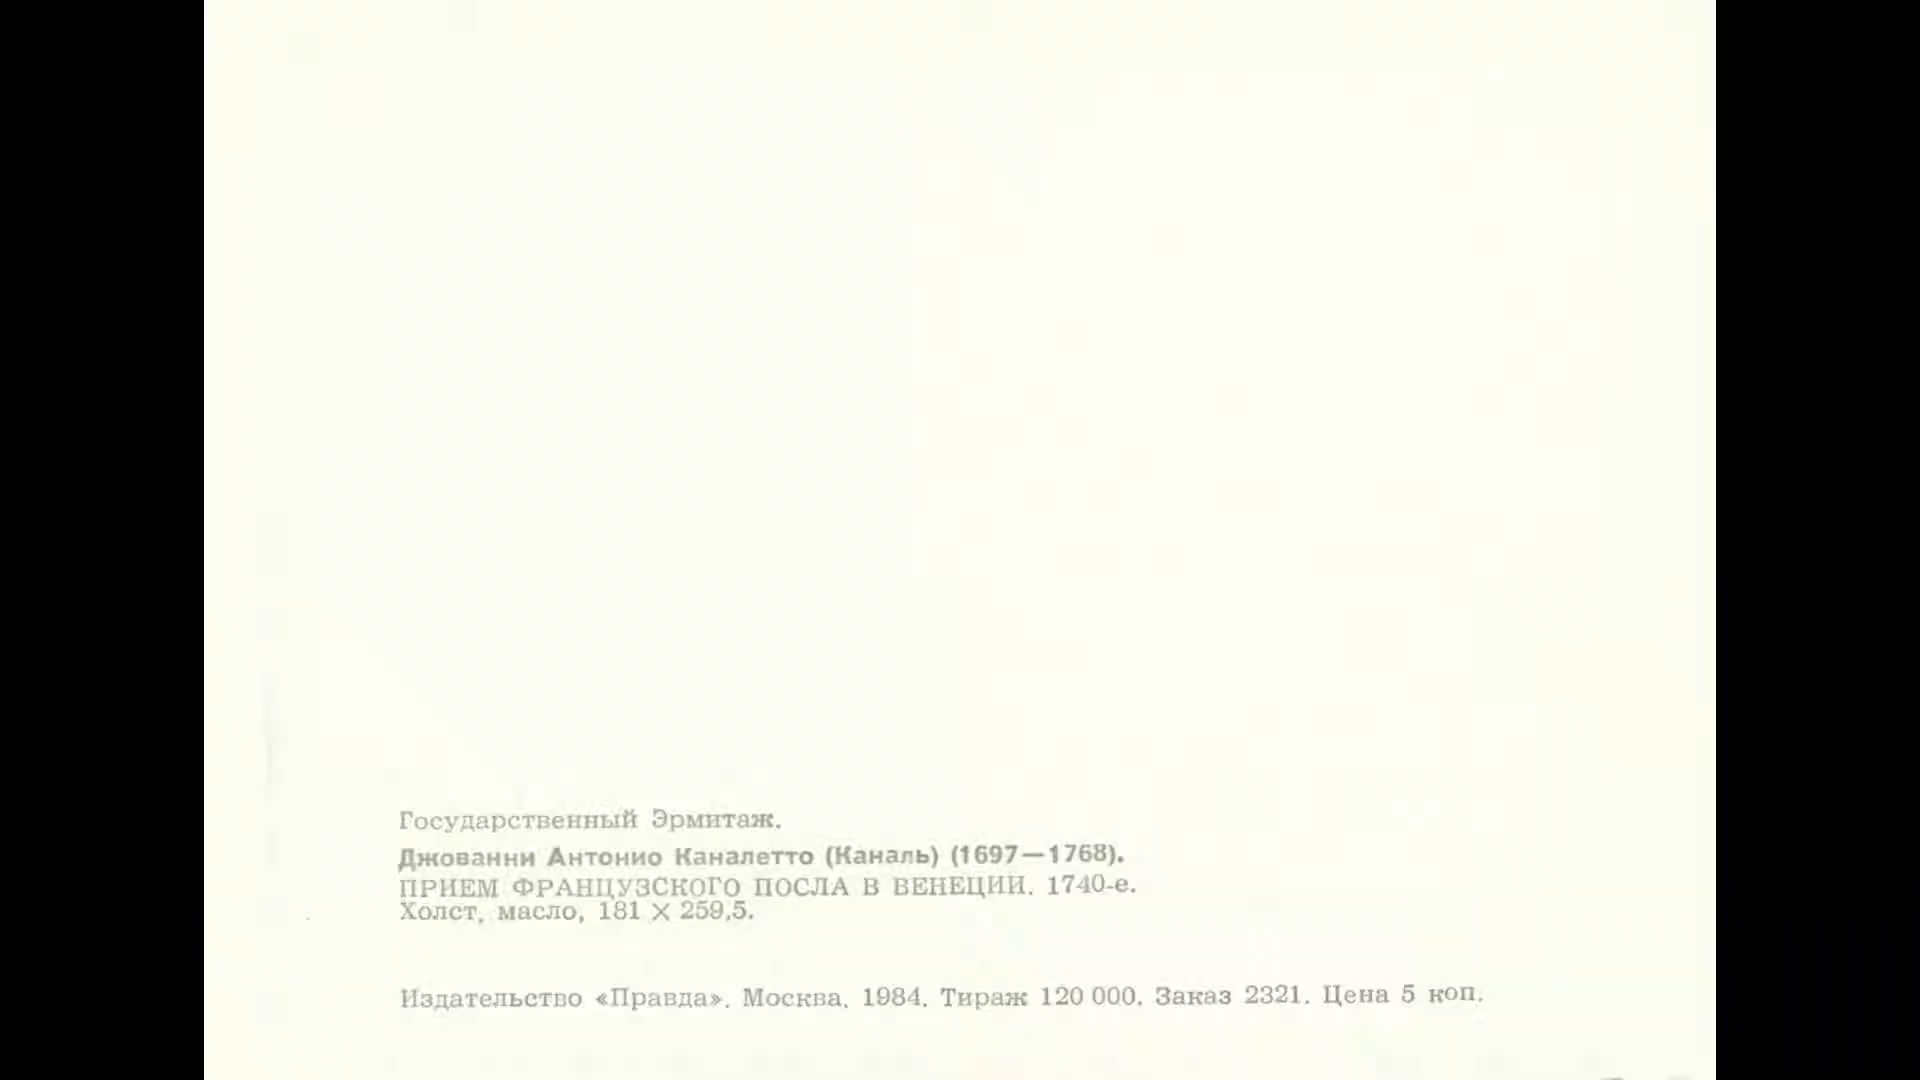 Государственный Эрмитаж.
Джованни Антонио Каналетто (Каналь) (1697—1768).
ПРИЕМ ФРАНЦУЗСКОГО ПОСЛА В ВЕНЕЦИИ. 1740-е.
Холст, масло, 181 × 259,5.
Издательство «Правда». Москва. 1984. Тираж 120 000. Заказ 2321. Цена 5 коп.